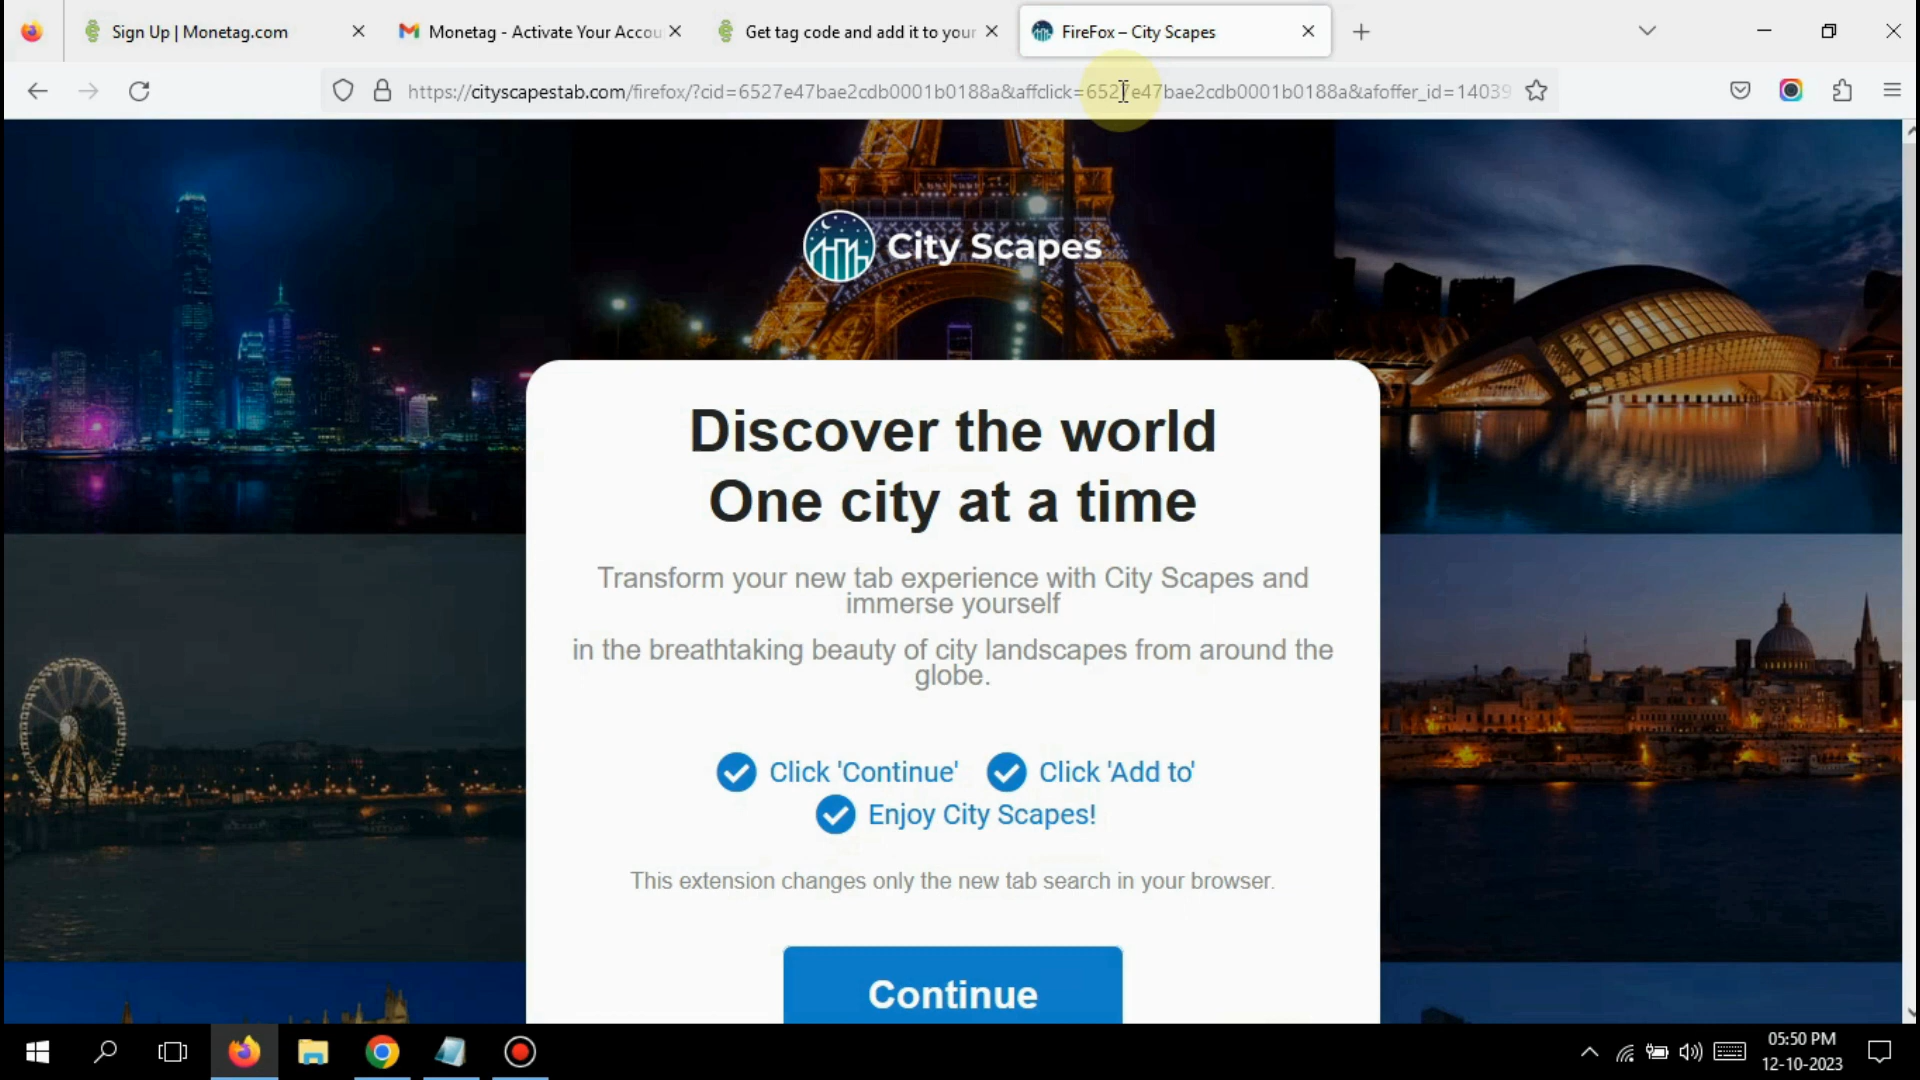 Sign Up | Monetag.com
Monetag - Activate Your Accou
Get tag code and add it to your
FireFox – City Scapes
https://cityscapestab.com/firefox/?cid=6527e47bae2cdb0001b0188a&affclick=6527e47bae2cdb0001b0188a&afoffer_id=14039
City Scapes
Discover the world
One city at a time
Transform your new tab experience with City Scapes and
immerse yourself
in the breathtaking beauty of city landscapes from around the
globe.
Click 'Continue' Click 'Add to'
Enjoy City Scapes!
This extension changes only the new tab search in your browser.
Continue
05:50 PM
12-10-2023